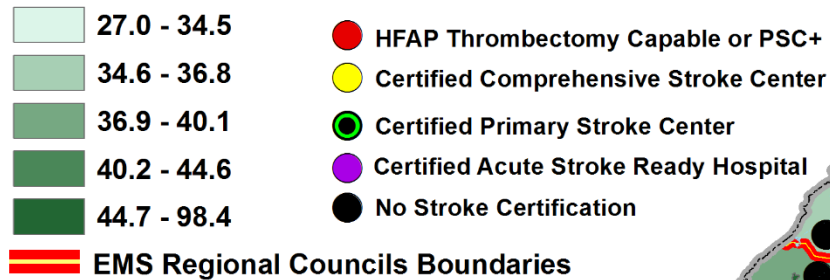 27.0 - 34.5
34.6 - 36.8
36.9 - 40.1
40.2 - 44.6
44.7 - 98.4
HFAP Thrombectomy Capable or PSC+
Certified Comprehensive Stroke Center
Certified Primary Stroke Center
Certified Acute Stroke Ready Hospital
No Stroke Certification
EMS Regional Councils Boundaries